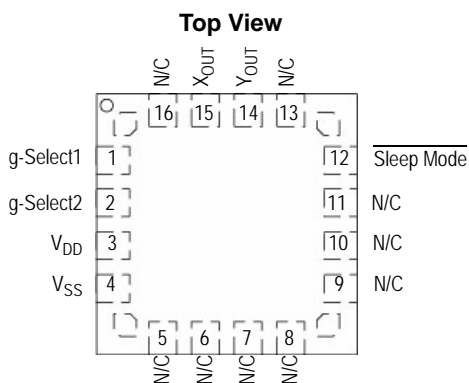 Top View
N/C XOUT YOUT N/C
16 15 14 13
g-Select1 1 12 Sleep Mode
g-Select2 2 11 N/C
VDD 3 10 N/C
VSS 4 9 N/C
5 6 7 8
N/C N/C N/C N/C